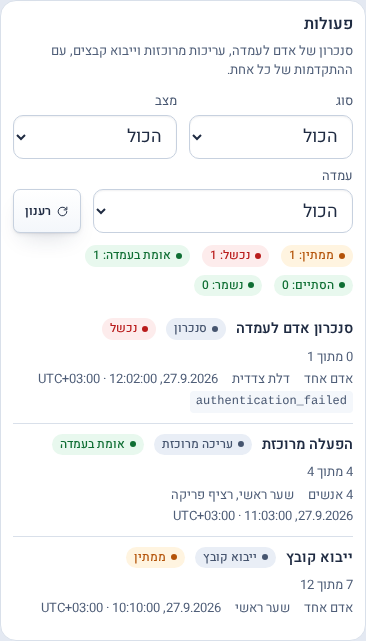 פעולות
סנכרון של אדם לעמדה, עריכות מרוכזות וייבוא קבצים, עם
ההתקדמות של כל אחת.
סוג
מצב
הכול
הכול
עמדה
הכול
רענון
ממתין: 1
נכשל: 1
אומת בעמדה: 1
הסתיים: 0
נשמר: 0
סנכרון אדם לעמדה סנכרון נכשל
0 מתוך 1
אדם אחד דלת צדדית 27.9.2026, 12:02:00 · UTC+03:00
authentication_failed
הפעלה מרוכזת עריכה מרוכזת אומת בעמדה
4 מתוך 4
4 אנשים שער ראשי, רציף פריקה
27.9.2026, 11:03:00 · UTC+03:00
ייבוא קובץ ייבוא קובץ ממתין
7 מתוך 12
אדם אחד שער ראשי 27.9.2026, 10:10:00 · UTC+03:00